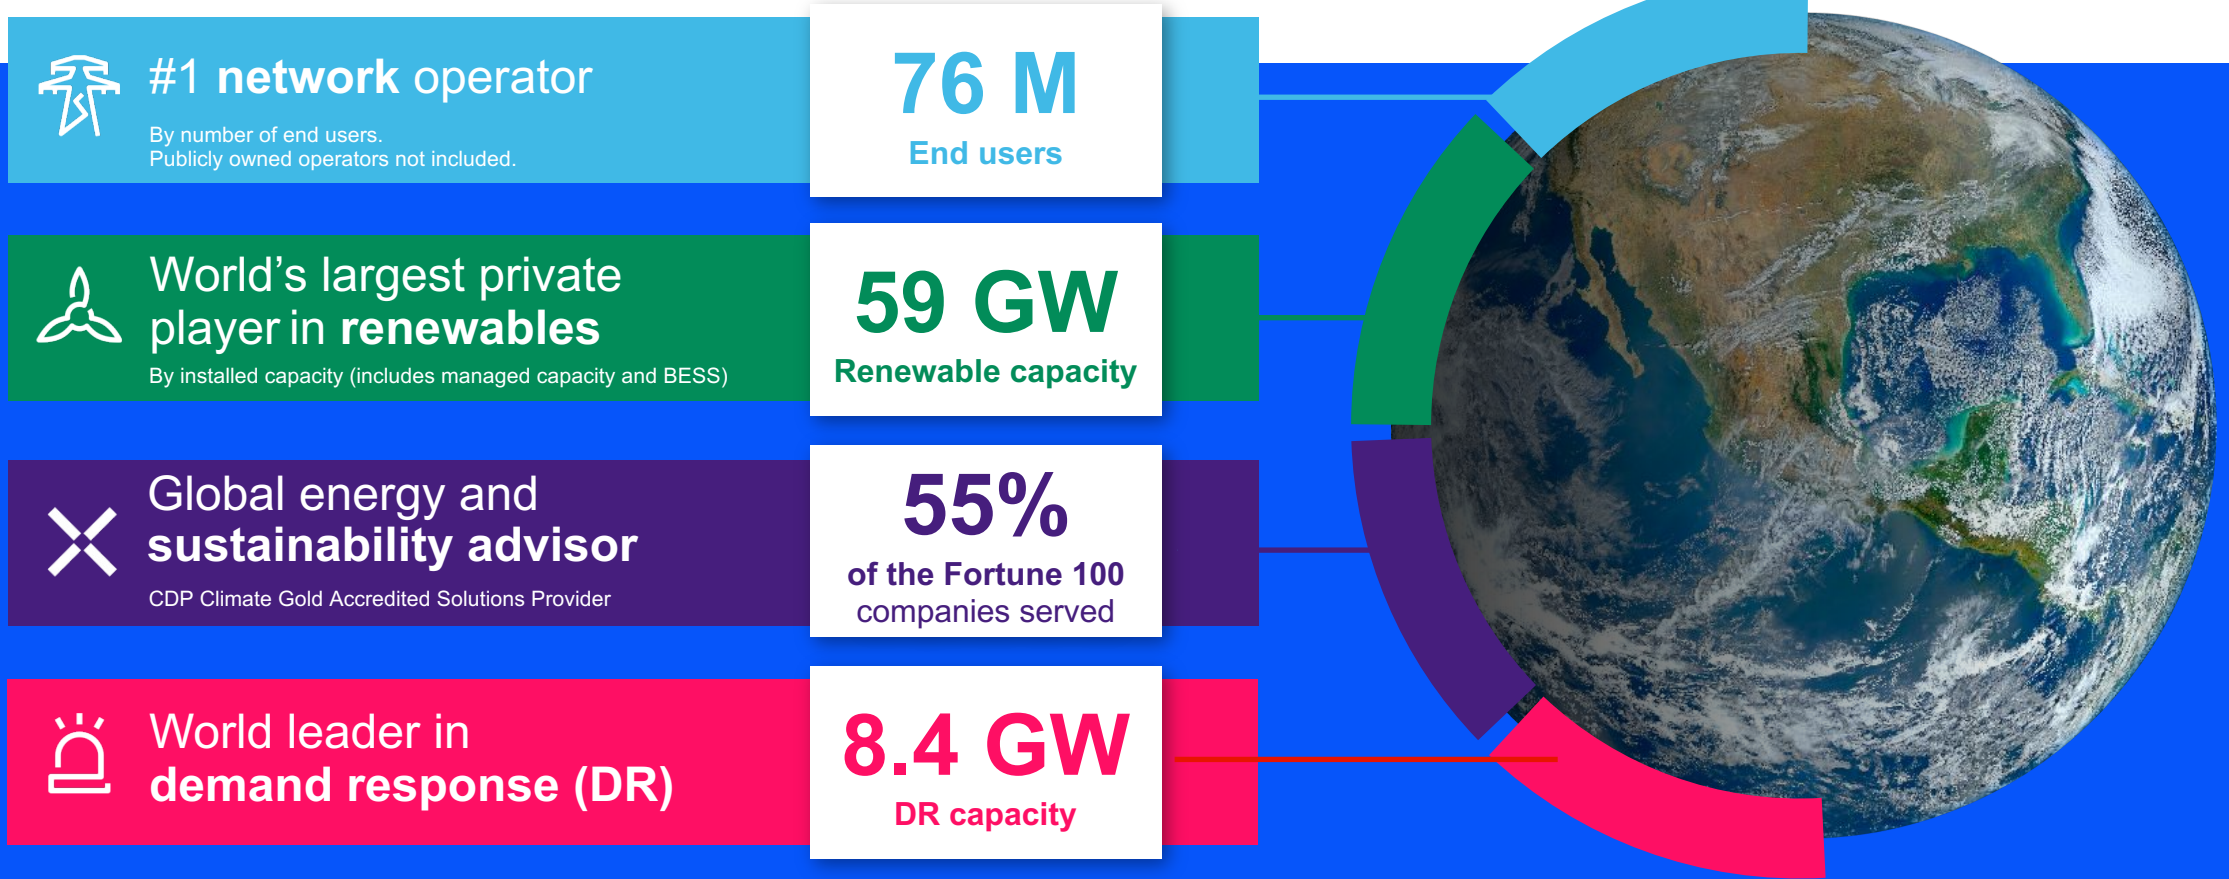 #1 network operator
By number of end users.
Publicly owned operators not included.
76 M
End users
World’s largest private
player in renewables
By installed capacity (includes managed capacity and BESS)
59 GW
Renewable capacity
Global energy and
sustainability advisor
CDP Climate Gold Accredited Solutions Provider
55%
of the Fortune 100
companies served
World leader in
demand response (DR)
8.4 GW
DR capacity